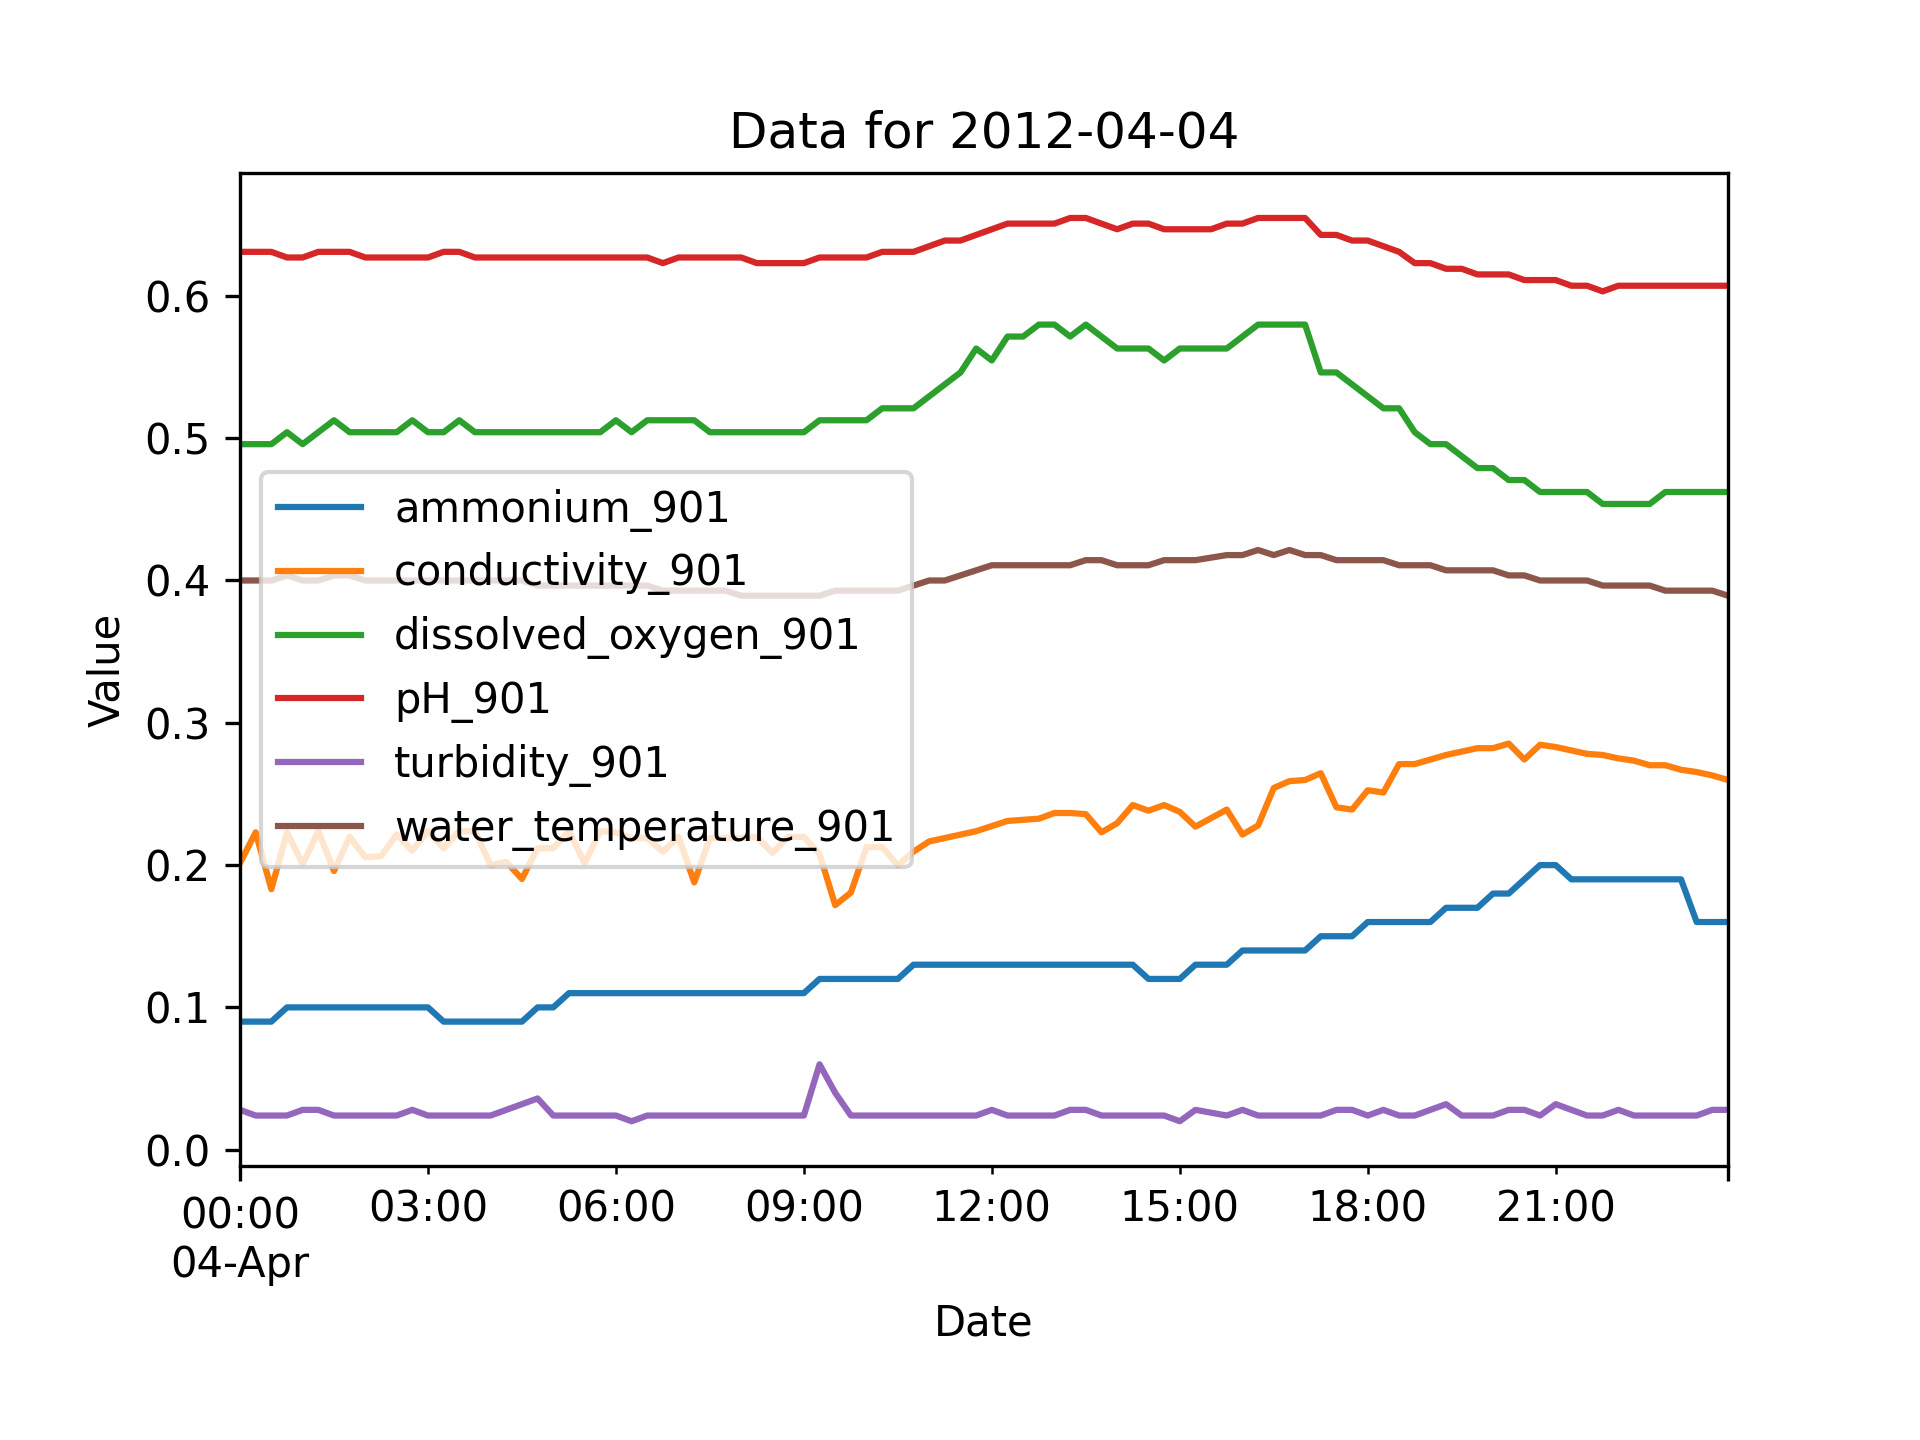 Data for 2012-04-04
Value
0.6
0.5
0.4
0.3
0.2
0.1
0.0
ammonium_901
conductivity_901
dissolved_oxygen_901
pH_901
turbidity_901
water_temperature_901
00:00 03:00 06:00 09:00 12:00 15:00 18:00 21:00
04-Apr
Date